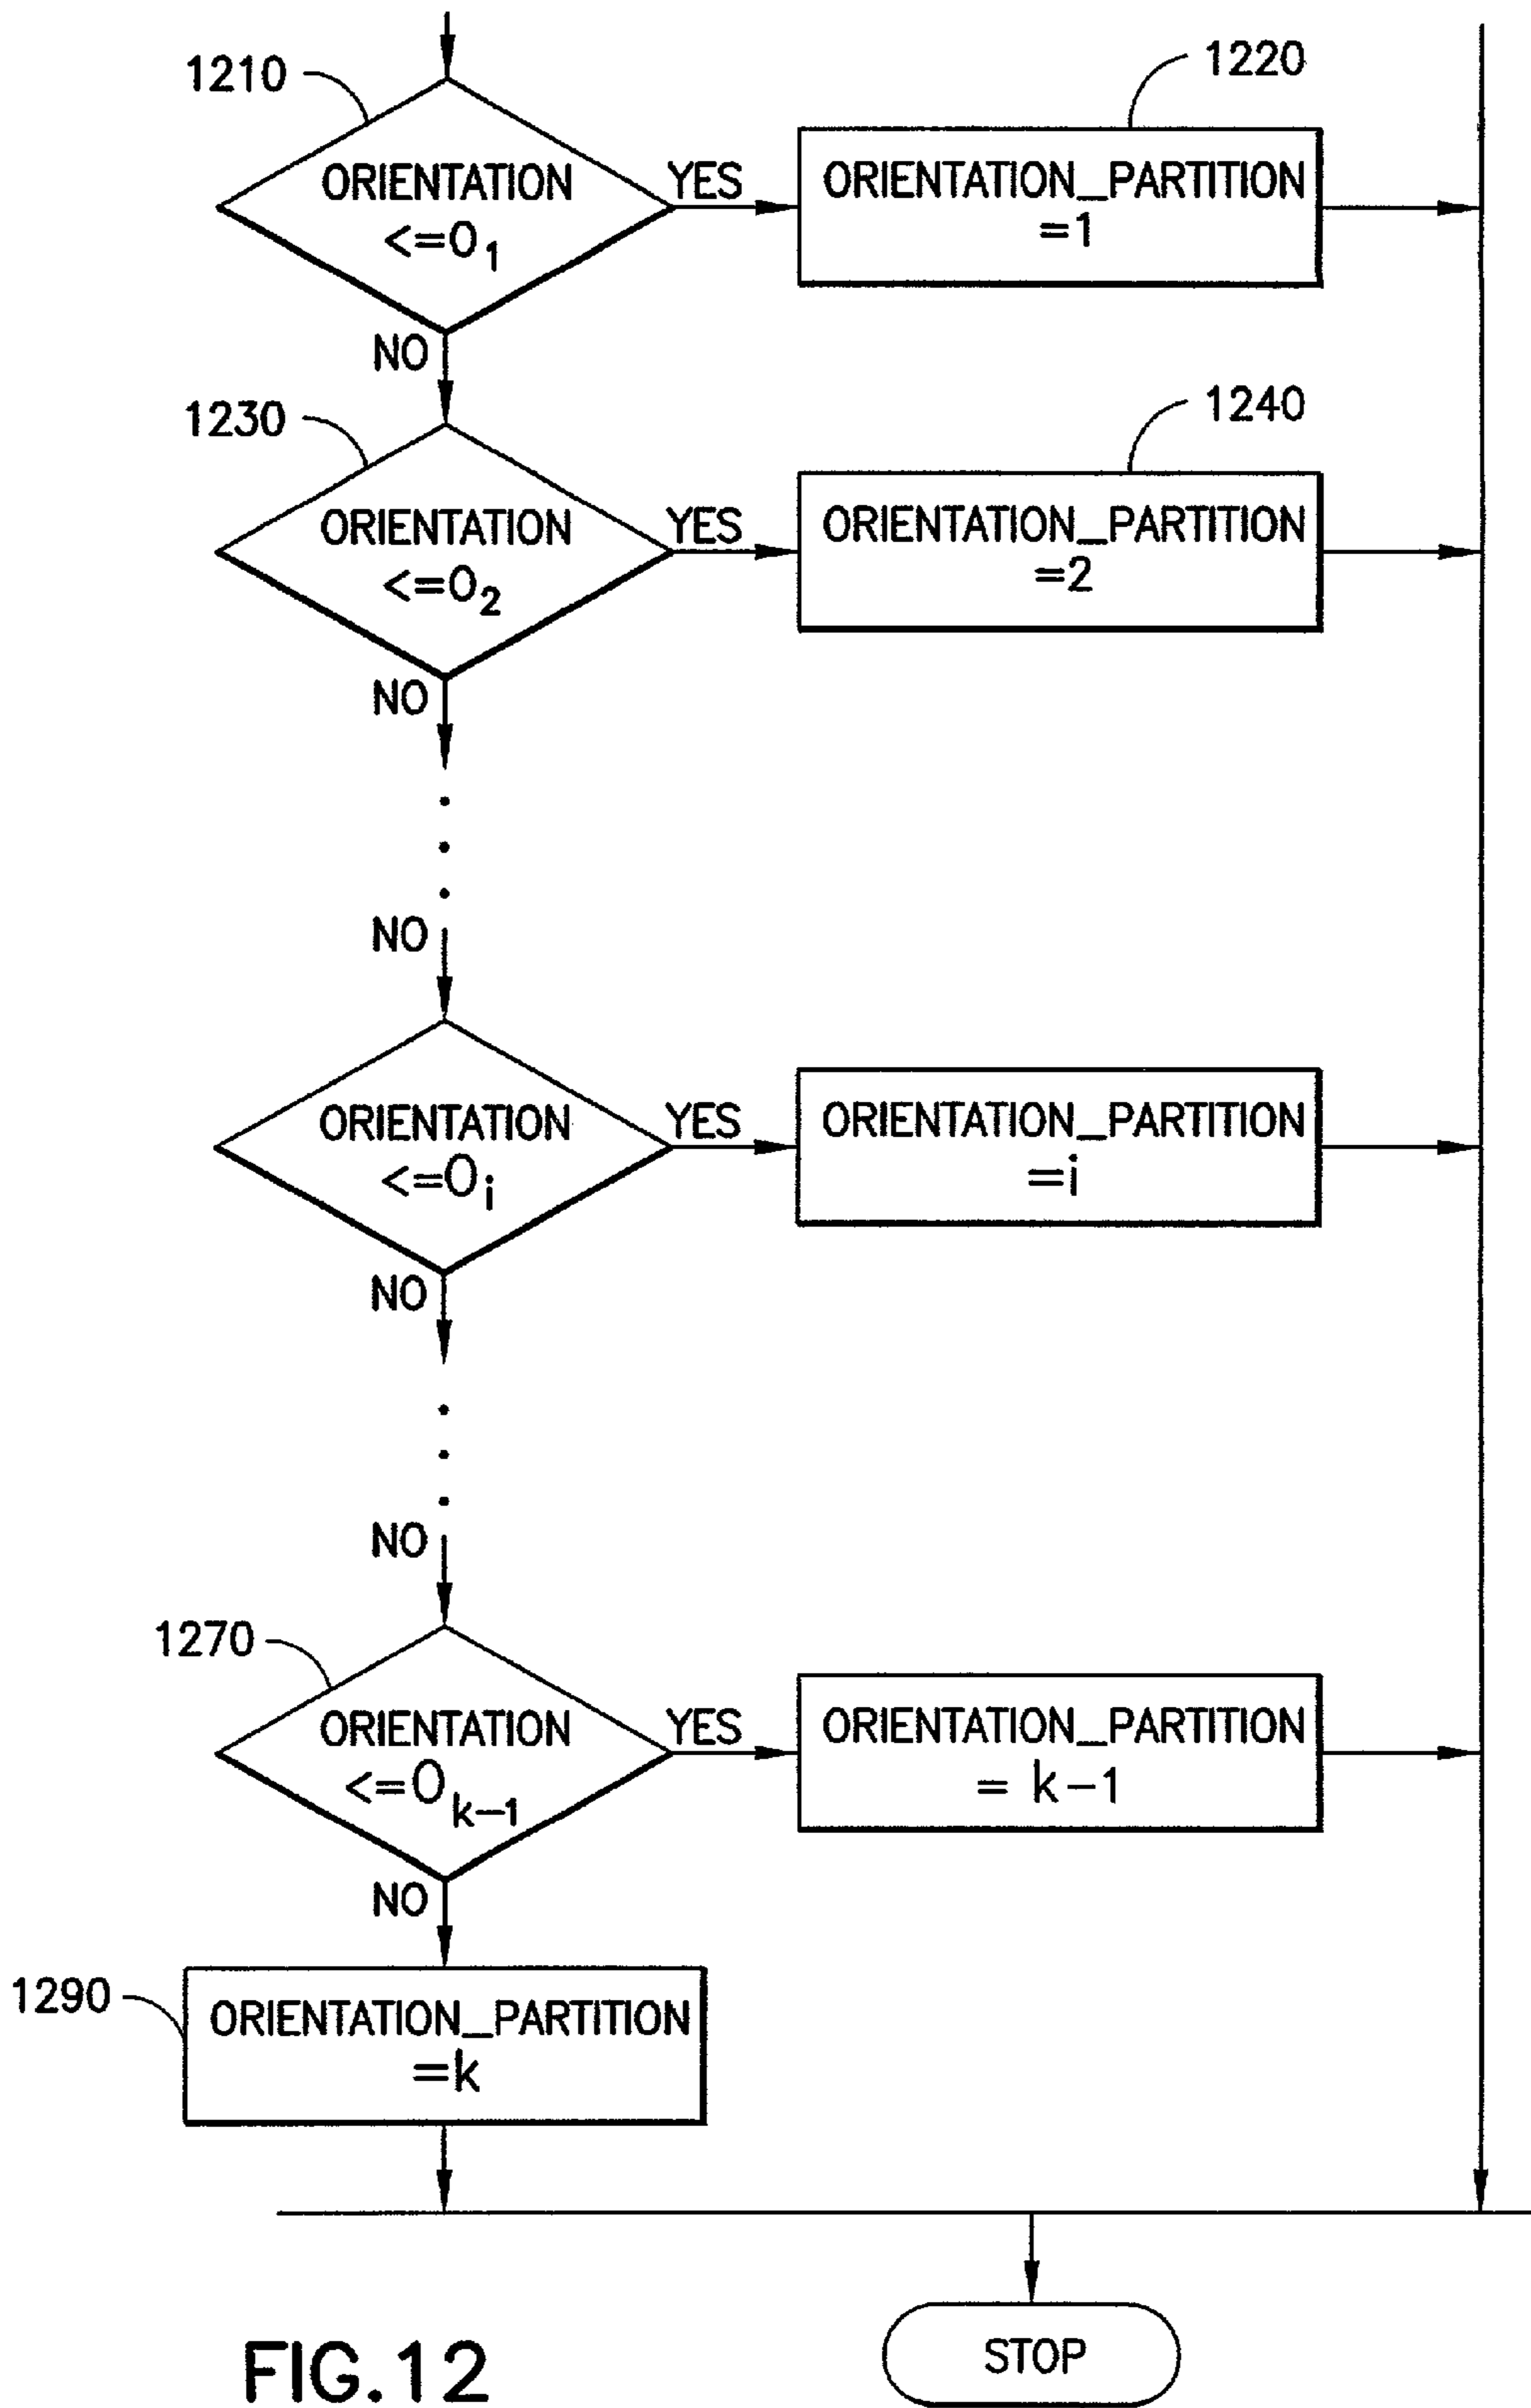 1210
1220
ORIENTATION
<=O1
YES
ORIENTATION_PARTITION
=1
NO
1230
1240
ORIENTATION
<=O2
YES
ORIENTATION_PARTITION
=2
NO
NO
ORIENTATION
<=Oi
YES
ORIENTATION_PARTITION
=i
NO
NO
1270
ORIENTATION
<=Ok-1
YES
ORIENTATION_PARTITION
= k-1
NO
1290
ORIENTATION_PARTITION
=k
STOP
FIG.12